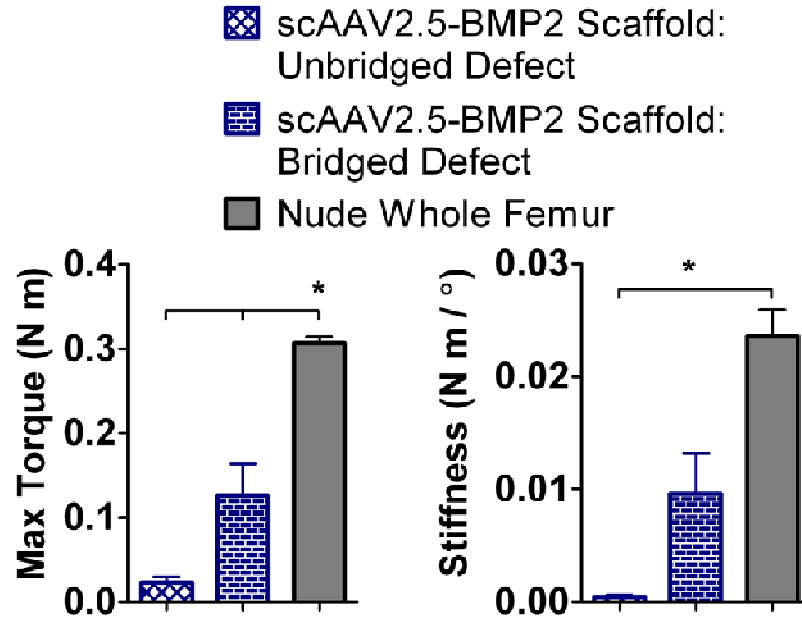 scAAV2.5-BMP2 Scaffold:
Unbridged Defect
scAAV2.5-BMP2 Scaffold:
Bridged Defect
Nude Whole Femur
Max Torque (N m)
0.4
0.3
0.2
0.1
0.0
*
Stiffness (N m / °)
0.03
0.02
0.01
0.00
*